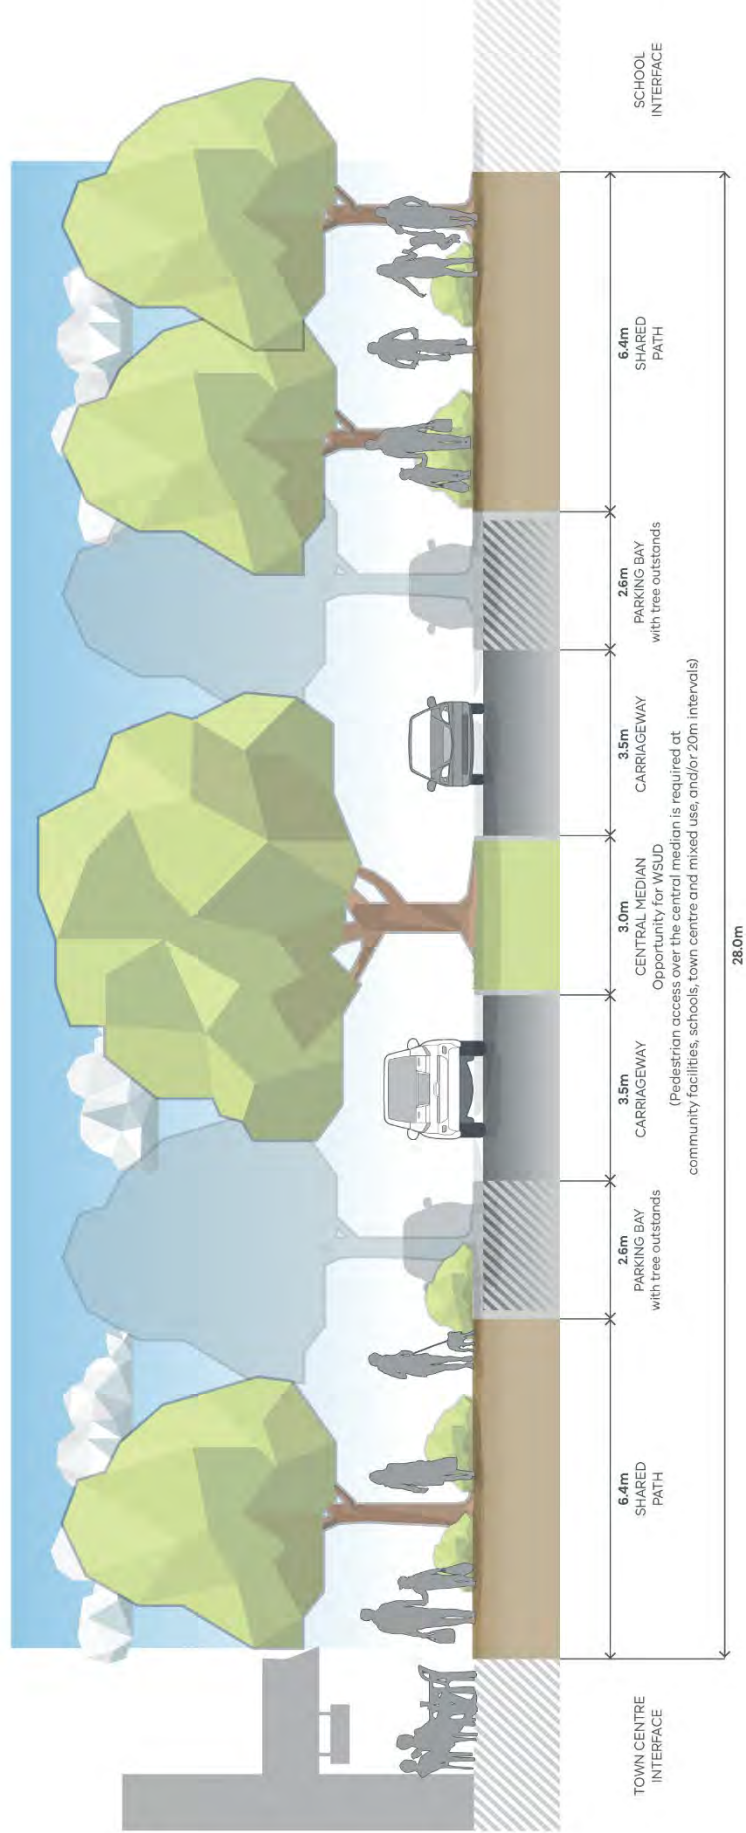 TOWN CENTRE
INTERFACE
6.4m
SHARED
PATH
2.6m
PARKING BAY
with tree outstands
3.5m
CARRIAGEWAY
3.0m
CENTRAL MEDIAN
Opportunity for WSUD
(Pedestrian access over the central median is required at
community facilities, schools, town centre and mixed use, and/or 20m intervals)
3.5m
CARRIAGEWAY
2.6m
PARKING BAY
with tree outstands
6.4m
SHARED
PATH
SCHOOL
INTERFACE
28.0m